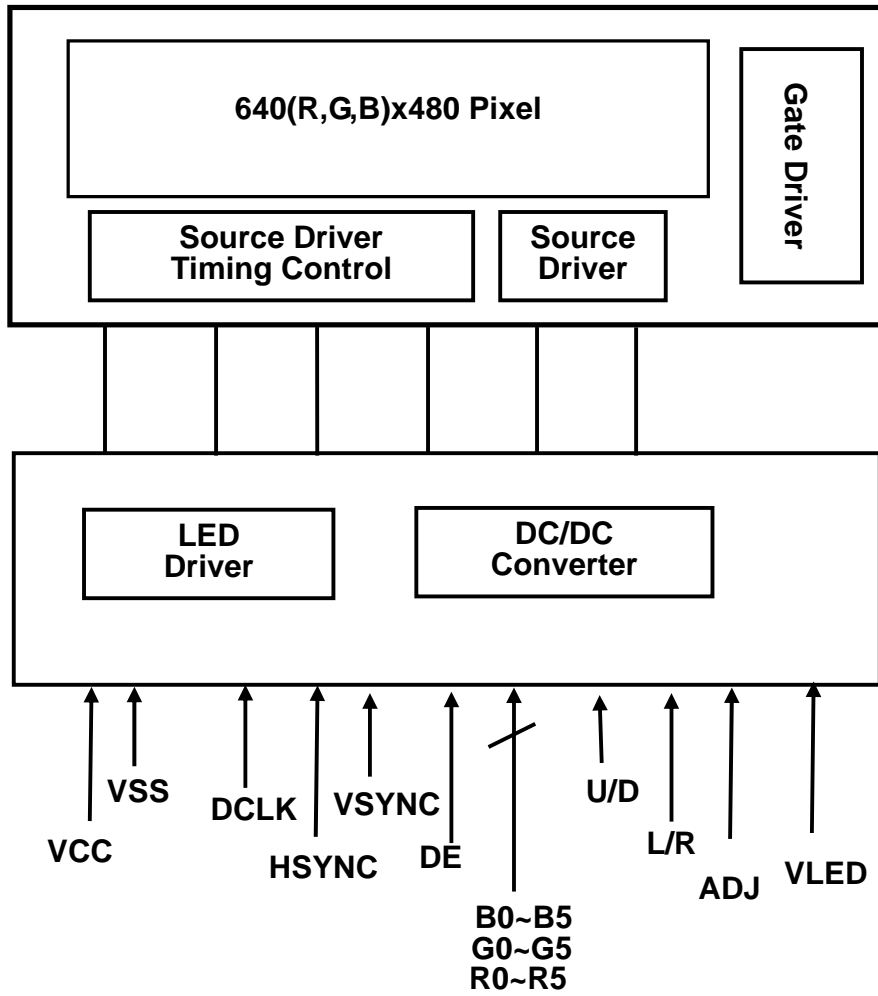 640(R,G,B)x480 Pixel
Gate Driver
Source Driver
Timing Control
Source
Driver
LED
Driver
DC/DC
Converter
VCC
VSS
DCLK
HSYNC
VSYNC
DE
B0~B5
G0~G5
R0~R5
U/D
L/R
ADJ
VLED